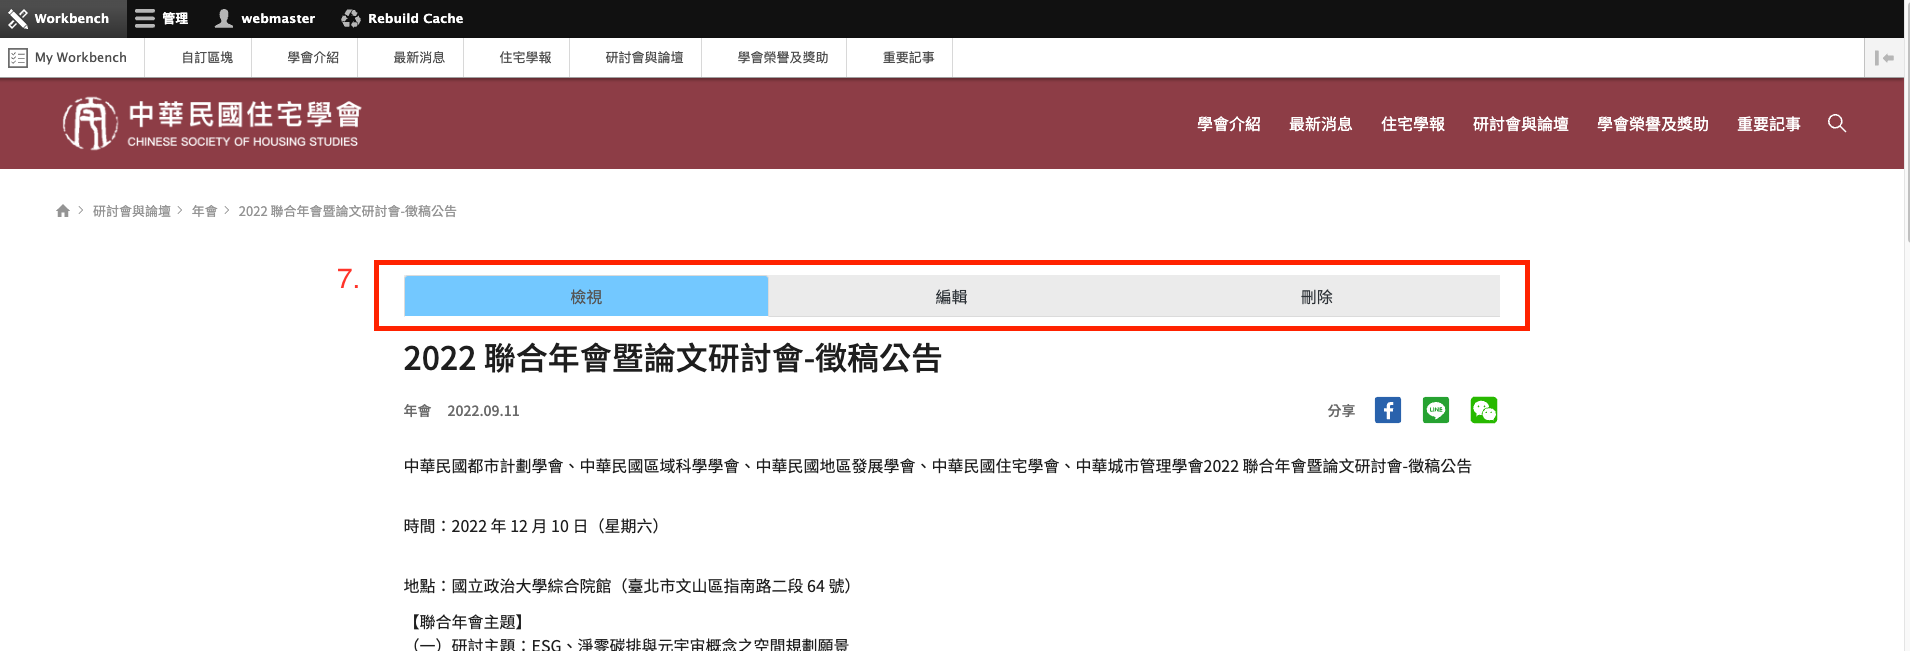 Workbench 管理 webmaster Rebuild Cache
My Workbench 自訂區塊 學會介紹 最新消息 住宅學報 研討會與論壇 學會榮譽及獎助 重要記事
中華民國住宅學會
CHINESE SOCIETY OF HOUSING STUDIES
學會介紹 最新消息 住宅學報 研討會與論壇 學會榮譽及獎助 重要記事
研討會與論壇 > 年會 > 2022 聯合年會暨論文研討會-徵稿公告
7.
檢視 編輯 刪除
2022 聯合年會暨論文研討會-徵稿公告
年會 2022.09.11 分享
LINE
中華民國都市計劃學會、中華民國區域科學學會、中華民國地區發展學會、中華民國住宅學會、中華城市管理學會2022 聯合年會暨論文研討會-徵稿公告
時間：2022 年 12 月 10 日（星期六）
地點：國立政治大學綜合院館（臺北市文山區指南路二段 64 號）
【聯合年會主題】
（一）研討主題：ESG、淨零碳排與元宇宙概念之空間規劃願景